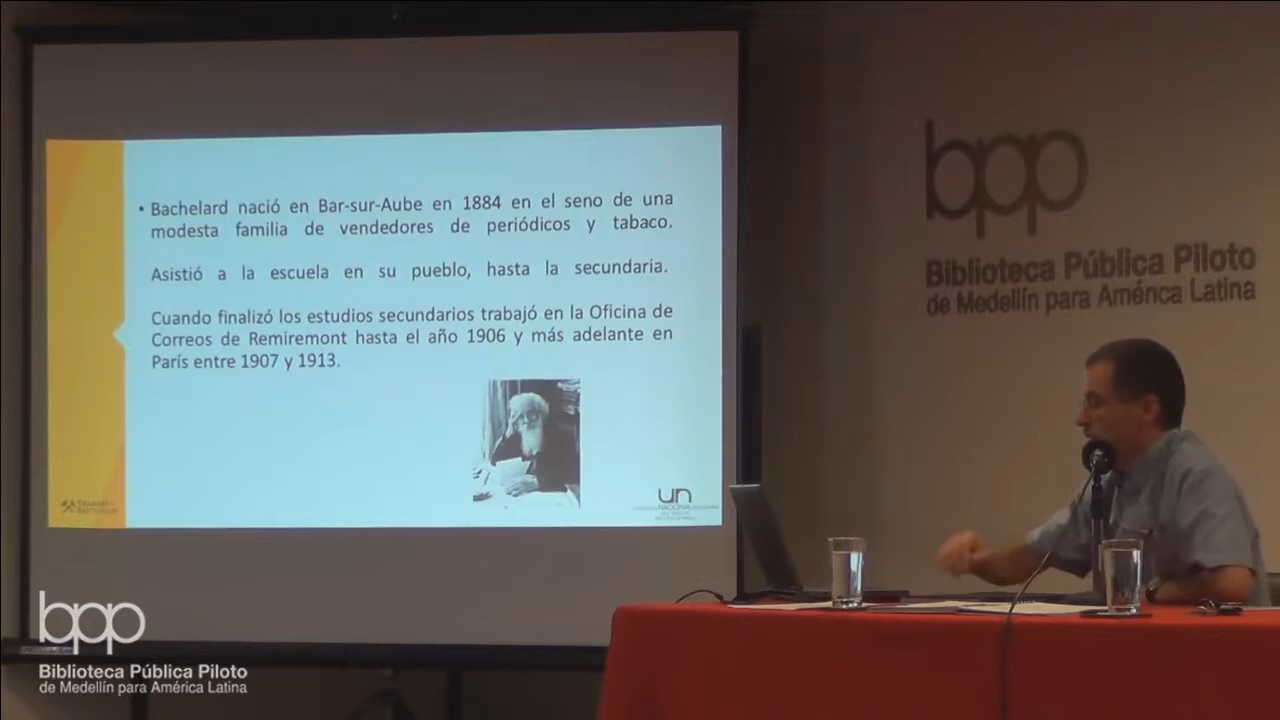 • Bachelard nació en Bar-sur-Aube en 1884 en el seno de una
modesta familia de vendedores de periódicos y tabaco.
Asistió a la escuela en su pueblo, hasta la secundaria.
Cuando finalizó los estudios secundarios trabajó en la Oficina de
Correos de Remiremont hasta el año 1906 y más adelante en
París entre 1907 y 1913.
un
NACIONAL
bpp
Biblioteca Pública Piloto
de Medellín para América Latina
bpp
Biblioteca Pública Piloto
de Medellín para América Latina